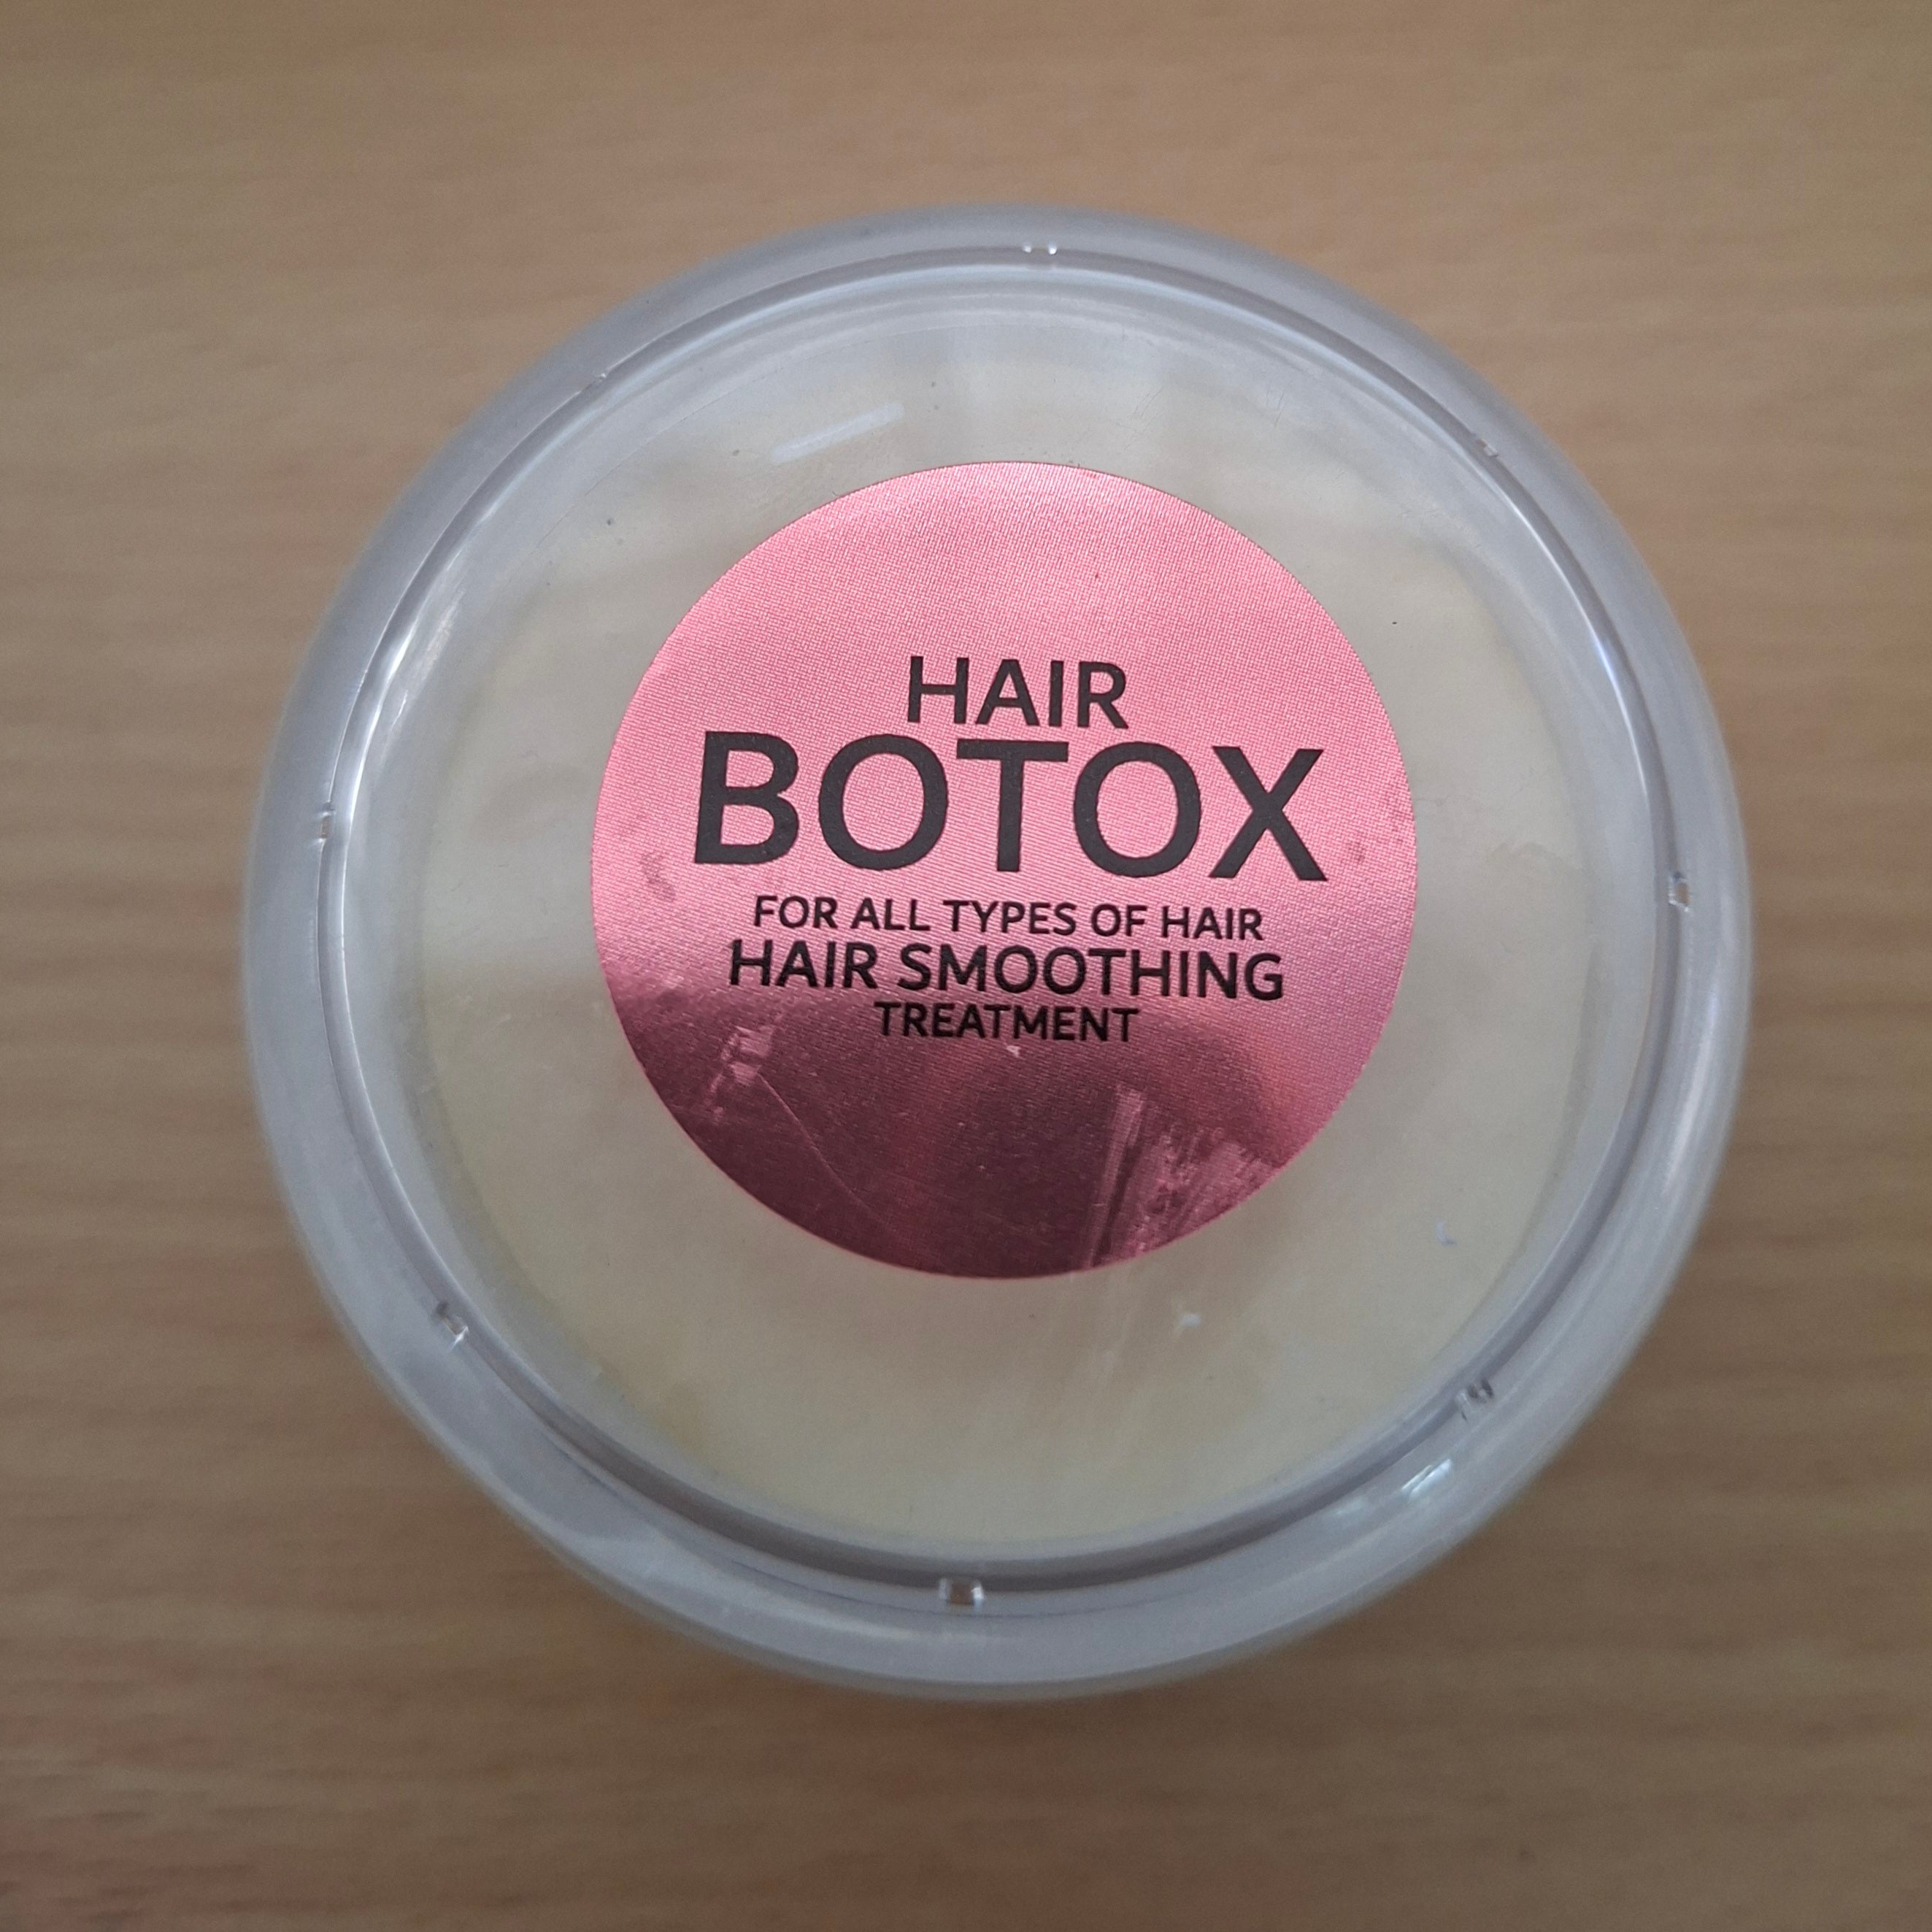 HAIR
BOTOX
FOR ALL TYPES OF HAIR
HAIR SMOOTHING
TREATMENT